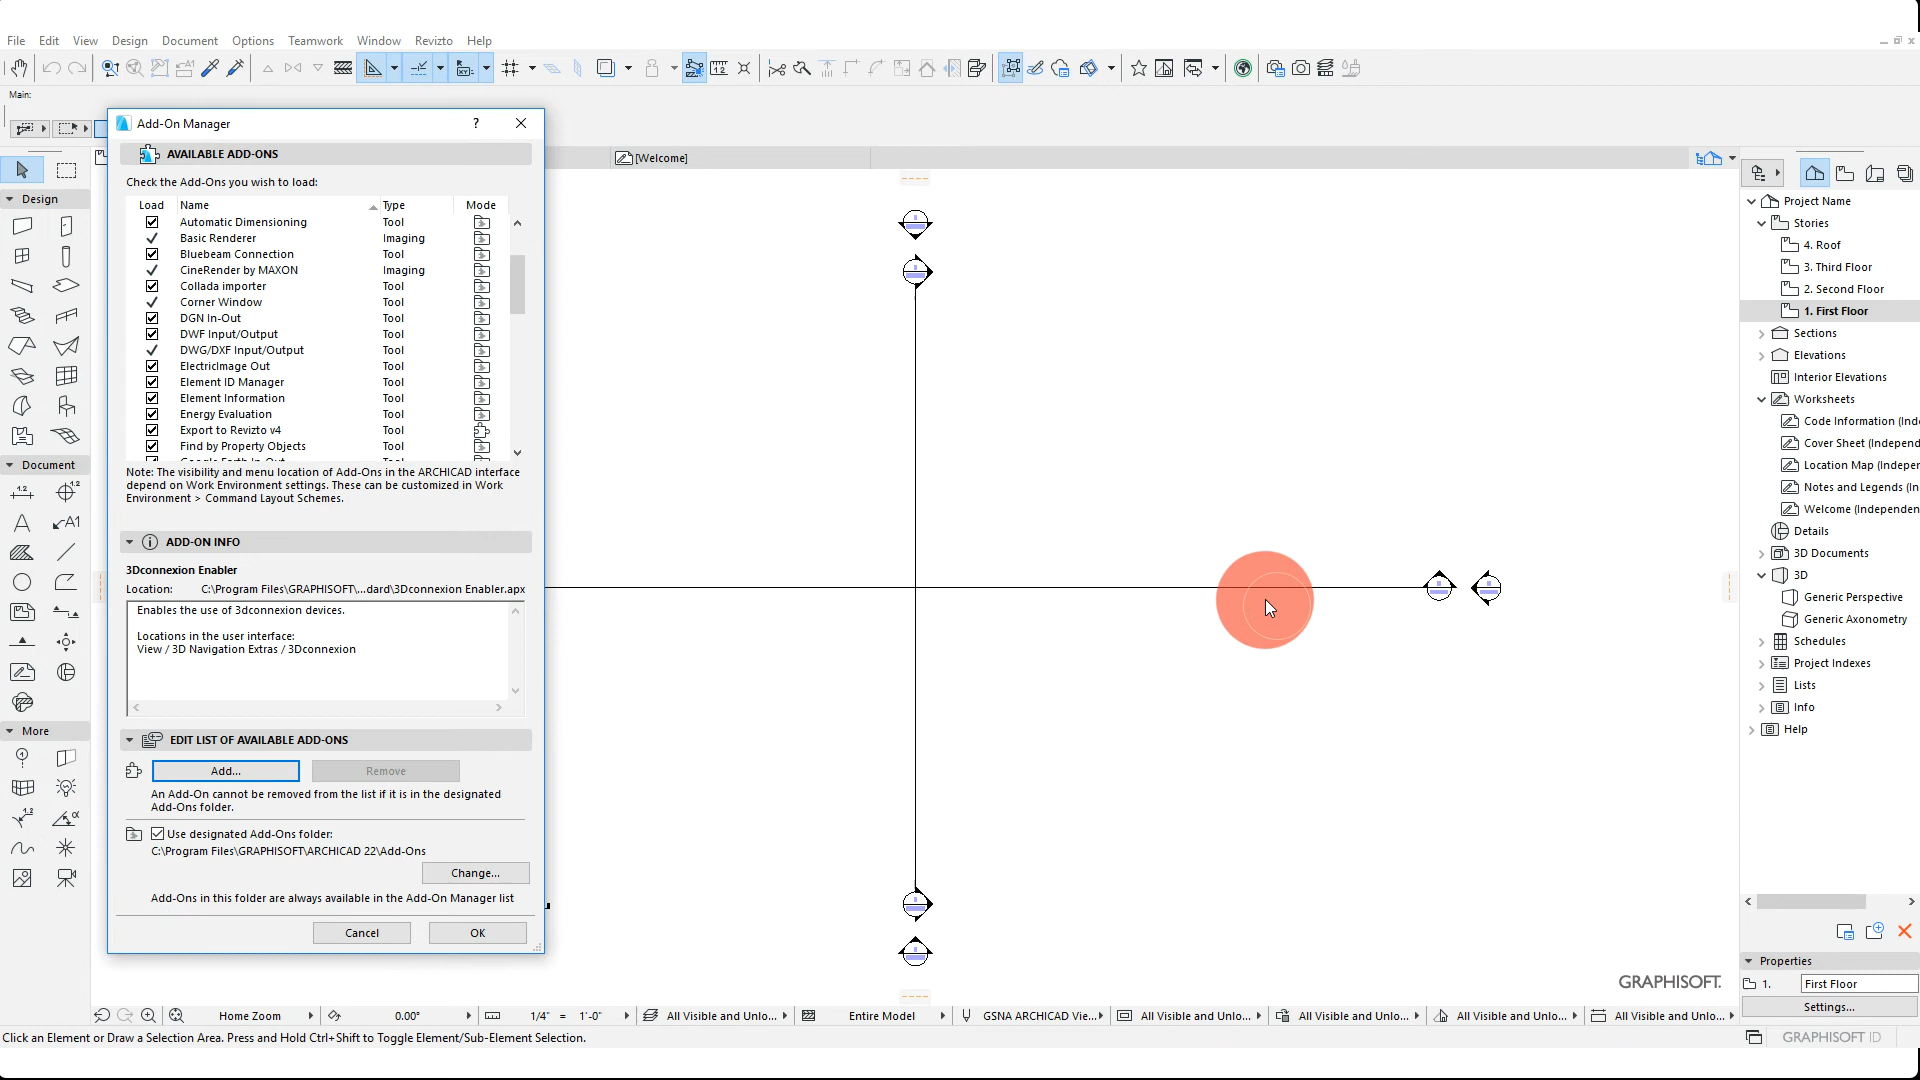 File Edit View Design Document Options Teamwork Window Revizto Help
Main:
Add-On Manager ?
AVAILABLE ADD-ONS
[Welcome]
Check the Add-Ons you wish to load:
Load Name Type Mode
Automatic Dimensioning Tool
Basic Renderer Imaging
Bluebeam Connection Tool
CineRender by MAXON Imaging
Collada importer Tool
Corner Window Tool
DGN In-Out Tool
DWF Input/Output Tool
DWG/DXF Input/Output Tool
ElectricImage Out Tool
Element ID Manager Tool
Element Information Tool
Energy Evaluation Tool
Export to Revizto v4 Tool
Find by Property Objects Tool
Note: The visibility and menu location of Add-Ons in the ARCHICAD interface
depend on Work Environment settings. These can be customized in Work
Environment > Command Layout Schemes.
ADD-ON INFO
3Dconnexion Enabler
Location: C:\Program Files\GRAPHISOFT\...dard\3Dconnexion Enabler.apx
Enables the use of 3dconnexion devices.
Locations in the user interface:
View / 3D Navigation Extras / 3Dconnexion
EDIT LIST OF AVAILABLE ADD-ONS
Add... Remove
An Add-On cannot be removed from the list if it is in the designated
Add-Ons folder.
Use designated Add-Ons folder:
C:\Program Files\GRAPHISOFT\ARCHICAD 22\Add-Ons
Change...
Add-Ons in this folder are always available in the Add-On Manager list
Cancel OK
Design
Document
More
Project Name
Stories
4. Roof
3. Third Floor
2. Second Floor
1. First Floor
Sections
Elevations
Interior Elevations
Worksheets
Code Information (Ind
Cover Sheet (Independ
Location Map (Indeper
Notes and Legends (In
Welcome (Independen
Details
3D Documents
3D
Generic Perspective
Generic Axonometry
Schedules
Project Indexes
Lists
Info
Help
Properties
1. First Floor
Settings...
GRAPHISOFT.
Home Zoom 0.00° 1/4" = 1'-0" All Visible and Unlo... Entire Model GSNA ARCHICAD Vie... All Visible and Unlo... All Visible and Unlo... All Visible and Unlo... All Visible and Unlo...
Click an Element or Draw a Selection Area. Press and Hold Ctrl+Shift to Toggle Element/Sub-Element Selection.
GRAPHISOFT ID